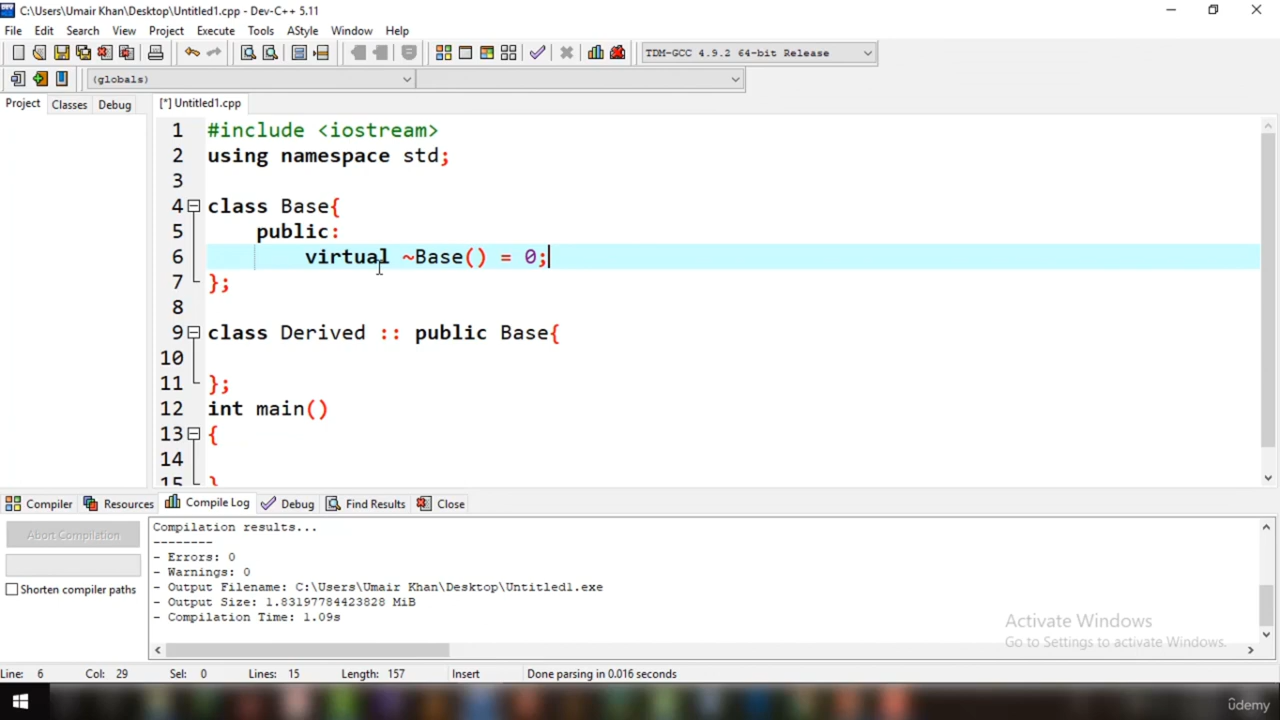 C:\Users\Umair Khan\Desktop\Untitled1.cpp - Dev-C++ 5.11
File Edit Search View Project Execute Tools AStyle Window Help
TDM-GCC 4.9.2 64-bit Release
(globals)
Project Classes Debug [*] Untitled1.cpp
1 #include <iostream>
2 using namespace std;
3
4 class Base{
5 public:
6 virtual ~Base() = 0;
7 };
8
9 class Derived :: public Base{
10
11 };
12 int main()
13 {
14
15 }
Compiler Resources Compile Log Debug Find Results Close
Abort Compilation
Shorten compiler paths
Compilation results...
--------
- Errors: 0
- Warnings: 0
- Output Filename: C:\Users\Umair Khan\Desktop\Untitled1.exe
- Output Size: 1.83197784423828 MiB
- Compilation Time: 1.09s
Activate Windows
Go to Settings to activate Windows.
Line: 6 Col: 29 Sel: 0 Lines: 15 Length: 157 Insert Done parsing in 0.016 seconds
ûdemy